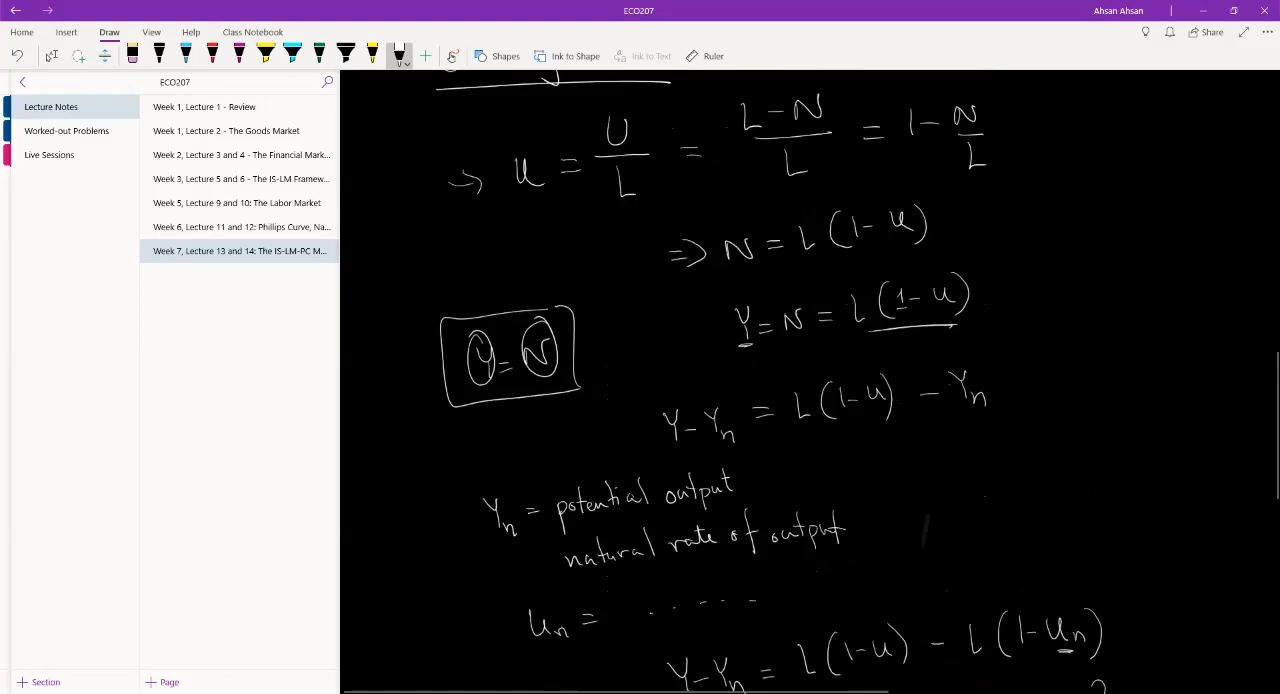 ECO207
Ahsan Ahsan
Home Insert Draw View Help Class Notebook
Share
Shapes Ink to Shape Ink to Text Ruler
ECO207
Lecture Notes
Worked-out Problems
Live Sessions
Week 1, Lecture 1 - Review
Week 1, Lecture 2 - The Goods Market
Week 2, Lecture 3 and 4 - The Financial Mark...
Week 3, Lecture 5 and 6 - The IS-LM Framew...
Week 5, Lecture 9 and 10: The Labor Market
Week 6, Lecture 11 and 12: Phillips Curve, Na...
Week 7, Lecture 13 and 14: The IS-LM-PC M...
→ u = U/L = L-N/L = 1 - N/L
⇒ N = L(1-u)
Y = N = L(1-u)
Y = N
Y-Yn = L(1-u) - Yn
Yn = potential output
natural rate of output
un = ......
Y-Yn = L(1-u) - L(1-un)
+ Section
+ Page